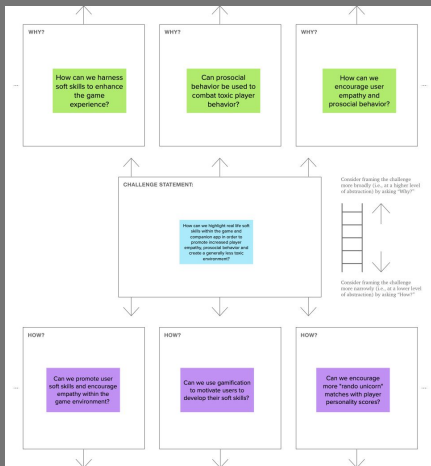 WHY?
How can we harness
soft skills to enhance
the game
experience?
WHY?
Can prosocial
behavior be used to
combat toxic player
behavior?
WHY?
How can we
encourage user
empathy and
prosocial behavior?
CHALLENGE STATEMENT:
How can we highlight real life soft
skills within the game and
companion app in order to
promote increased player
empathy, prosocial behavior and
create a generally less toxic
environment?
Consider framing the challenge
more broadly (i.e., at a higher level
of abstraction) by asking "Why?"
Consider framing the challenge
more narrowly (i.e., at a lower level
of abstraction) by asking "How?"
HOW?
Can we promote user
soft skills and encourage
empathy within the
game environment?
HOW?
Can we use gamification
to motivate users to
develop their soft skills?
HOW?
Can we encourage
more "rando unicorn"
matches with player
personality scores?